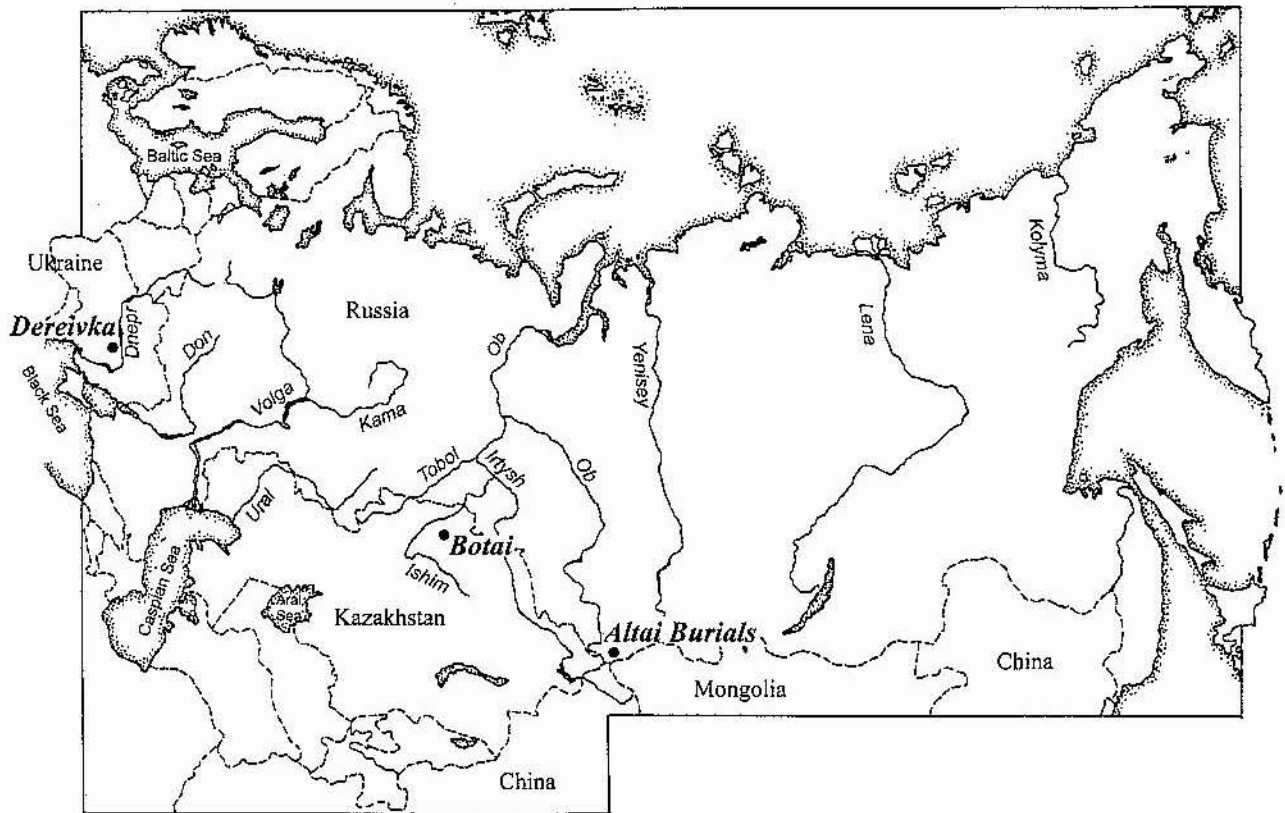 Baltic Sea
Ukraine
Dereivka
Dnepr
Don
Black Sea
Russia
Volga
Kama
Ob
Yenisey
Lena
Kolyma
Tobol
Irtysh
Ob
Ural
Botai
Ishim
Caspian Sea
Aral
Sea
Kazakhstan
Altai Burials
Mongolia
China
China